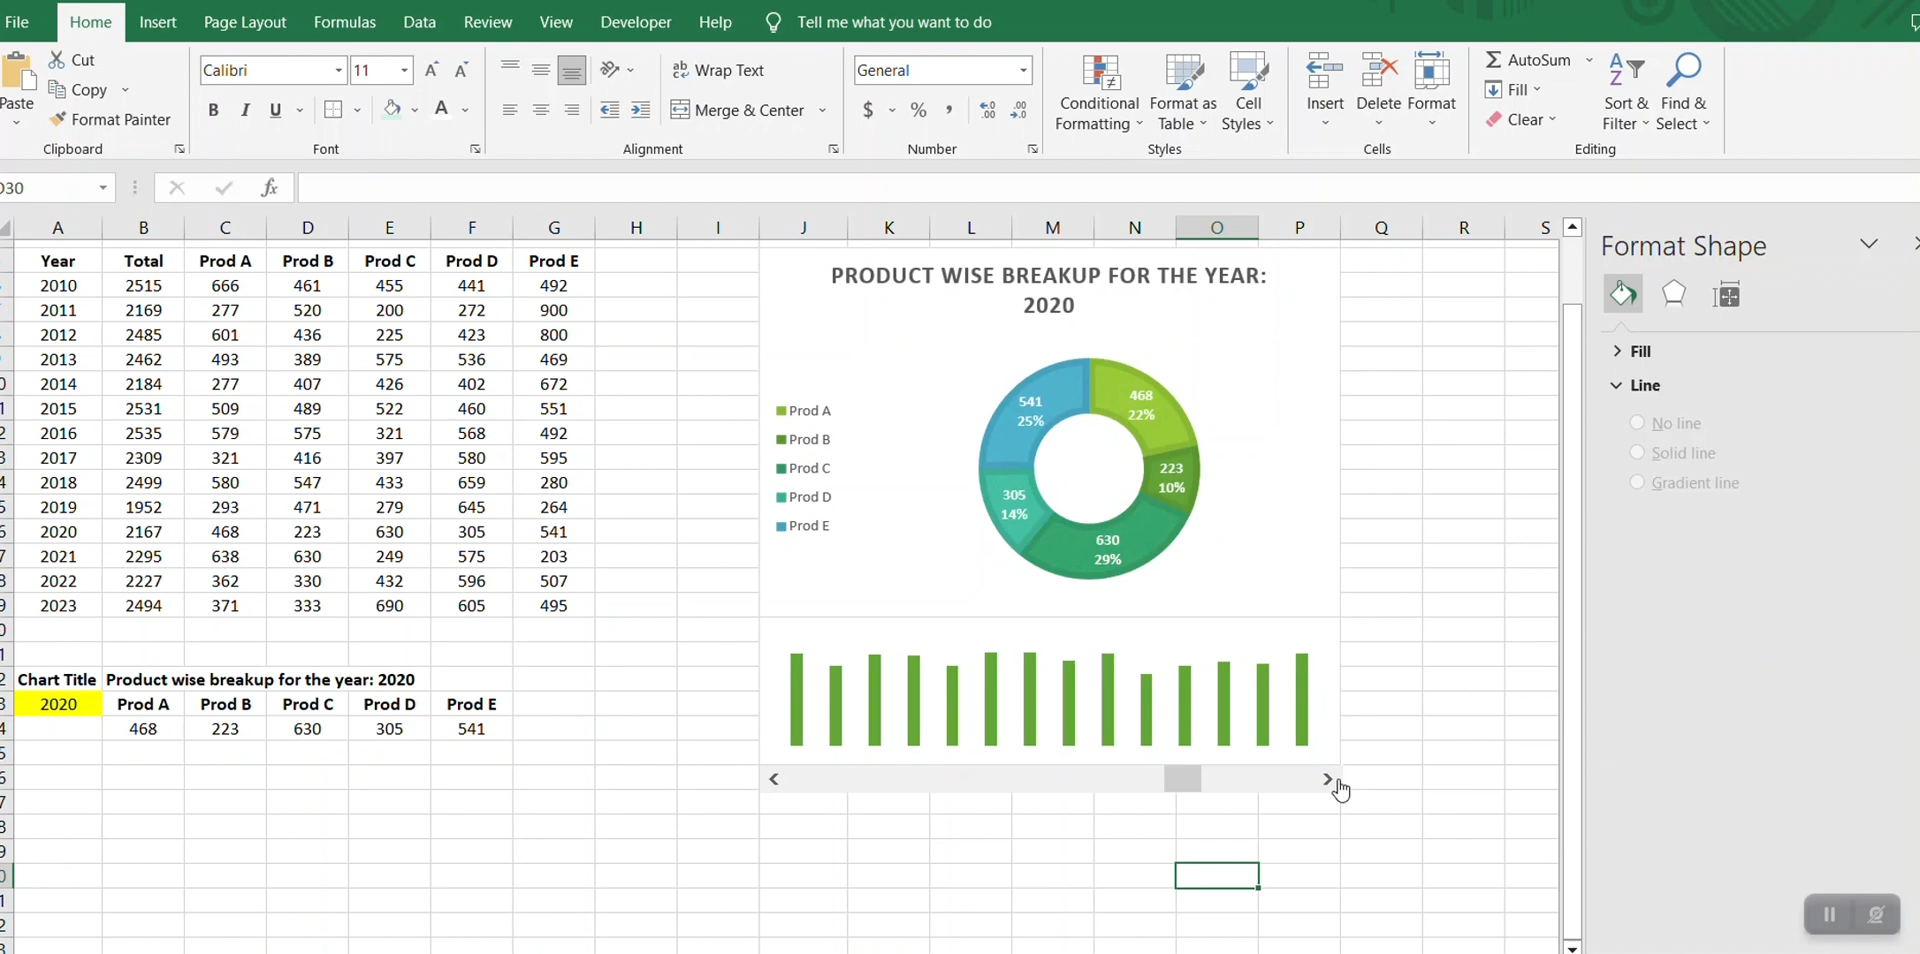 File Home Insert Page Layout Formulas Data Review View Developer Help Tell me what you want to do
Paste Cut Copy Format Painter Clipboard
Calibri 11 B I U A Font
ab Wrap Text Merge & Center Alignment
General $ % , .00 .00 Number
Conditional Formatting Format as Table Cell Styles Styles
Insert Delete Format Cells
AutoSum Fill Clear Sort & Filter Find & Select Editing
fx
A B C D E F G H I J K L M N O P Q R S
Year Total Prod A Prod B Prod C Prod D Prod E
2010 2515 666 461 455 441 492
2011 2169 277 520 200 272 900
2012 2485 601 436 225 423 800
2013 2462 493 389 575 536 469
2014 2184 277 407 426 402 672
2015 2531 509 489 522 460 551
2016 2535 579 575 321 568 492
2017 2309 321 416 397 580 595
2018 2499 580 547 433 659 280
2019 1952 293 471 279 645 264
2020 2167 468 223 630 305 541
2021 2295 638 630 249 575 203
2022 2227 362 330 432 596 507
2023 2494 371 333 690 605 495
Chart Title Product wise breakup for the year: 2020
2020 Prod A Prod B Prod C Prod D Prod E
468 223 630 305 541
PRODUCT WISE BREAKUP FOR THE YEAR:
2020
Prod A
Prod B
Prod C
Prod D
Prod E
468
22%
223
10%
630
29%
305
14%
541
25%
Format Shape
Fill
Line
No line
Solid line
Gradient line